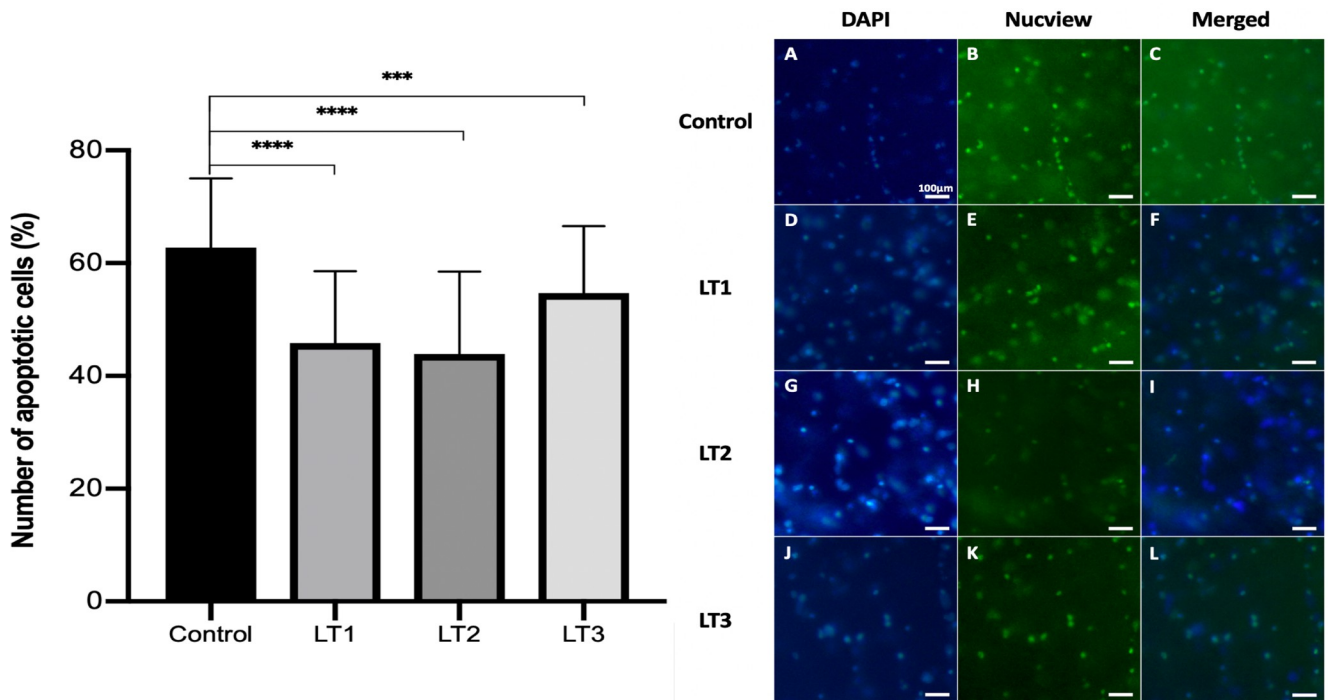 ***
****
****
80
60
40
20
0
Number of apoptotic cells (%)
Control
LT1
LT2
LT3
DAPI
Nucview
Merged
Control
A
B
C
100µm
LT1
D
E
F
LT2
G
H
I
LT3
J
K
L